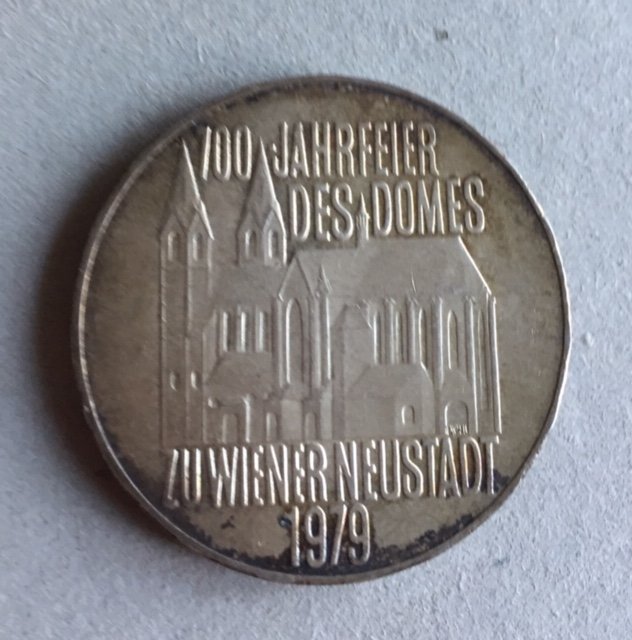 700 JAHRFEIER
DES DOMES
ZU WIENER NEUSTADT
1979